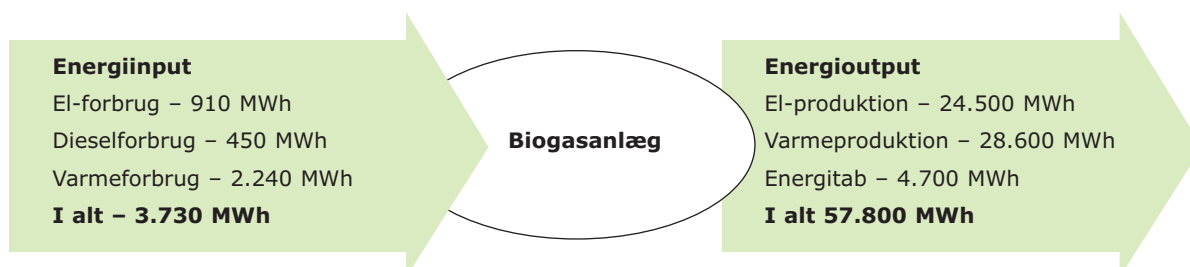 Energiinput
El-forbrug – 910 MWh
Dieselforbrug – 450 MWh
Varmeforbrug – 2.240 MWh
I alt – 3.730 MWh
Biogasanlæg
Energioutput
El-produktion – 24.500 MWh
Varmeproduktion – 28.600 MWh
Energitab – 4.700 MWh
I alt 57.800 MWh